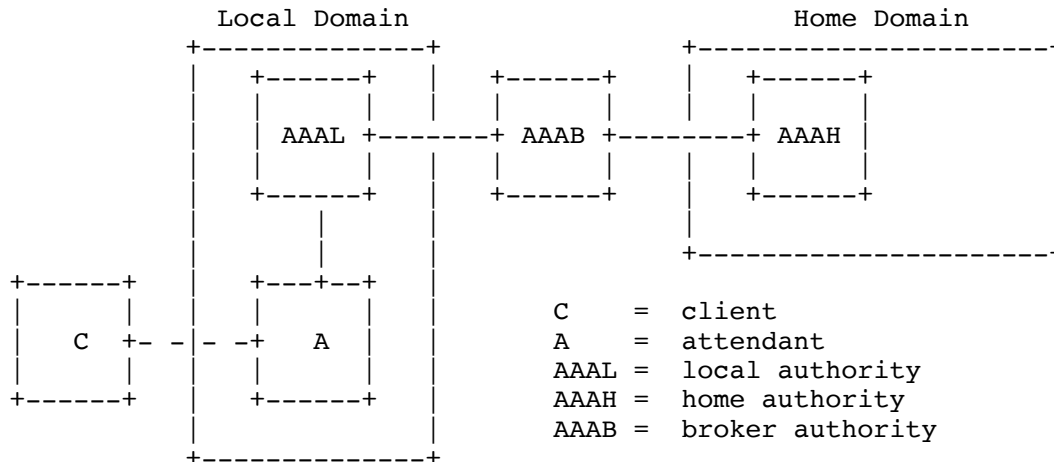 Local Domain Home Domain
AAAL AAAB AAAH
C A
C = client
A = attendant
AAAL = local authority
AAAH = home authority
AAAB = broker authority